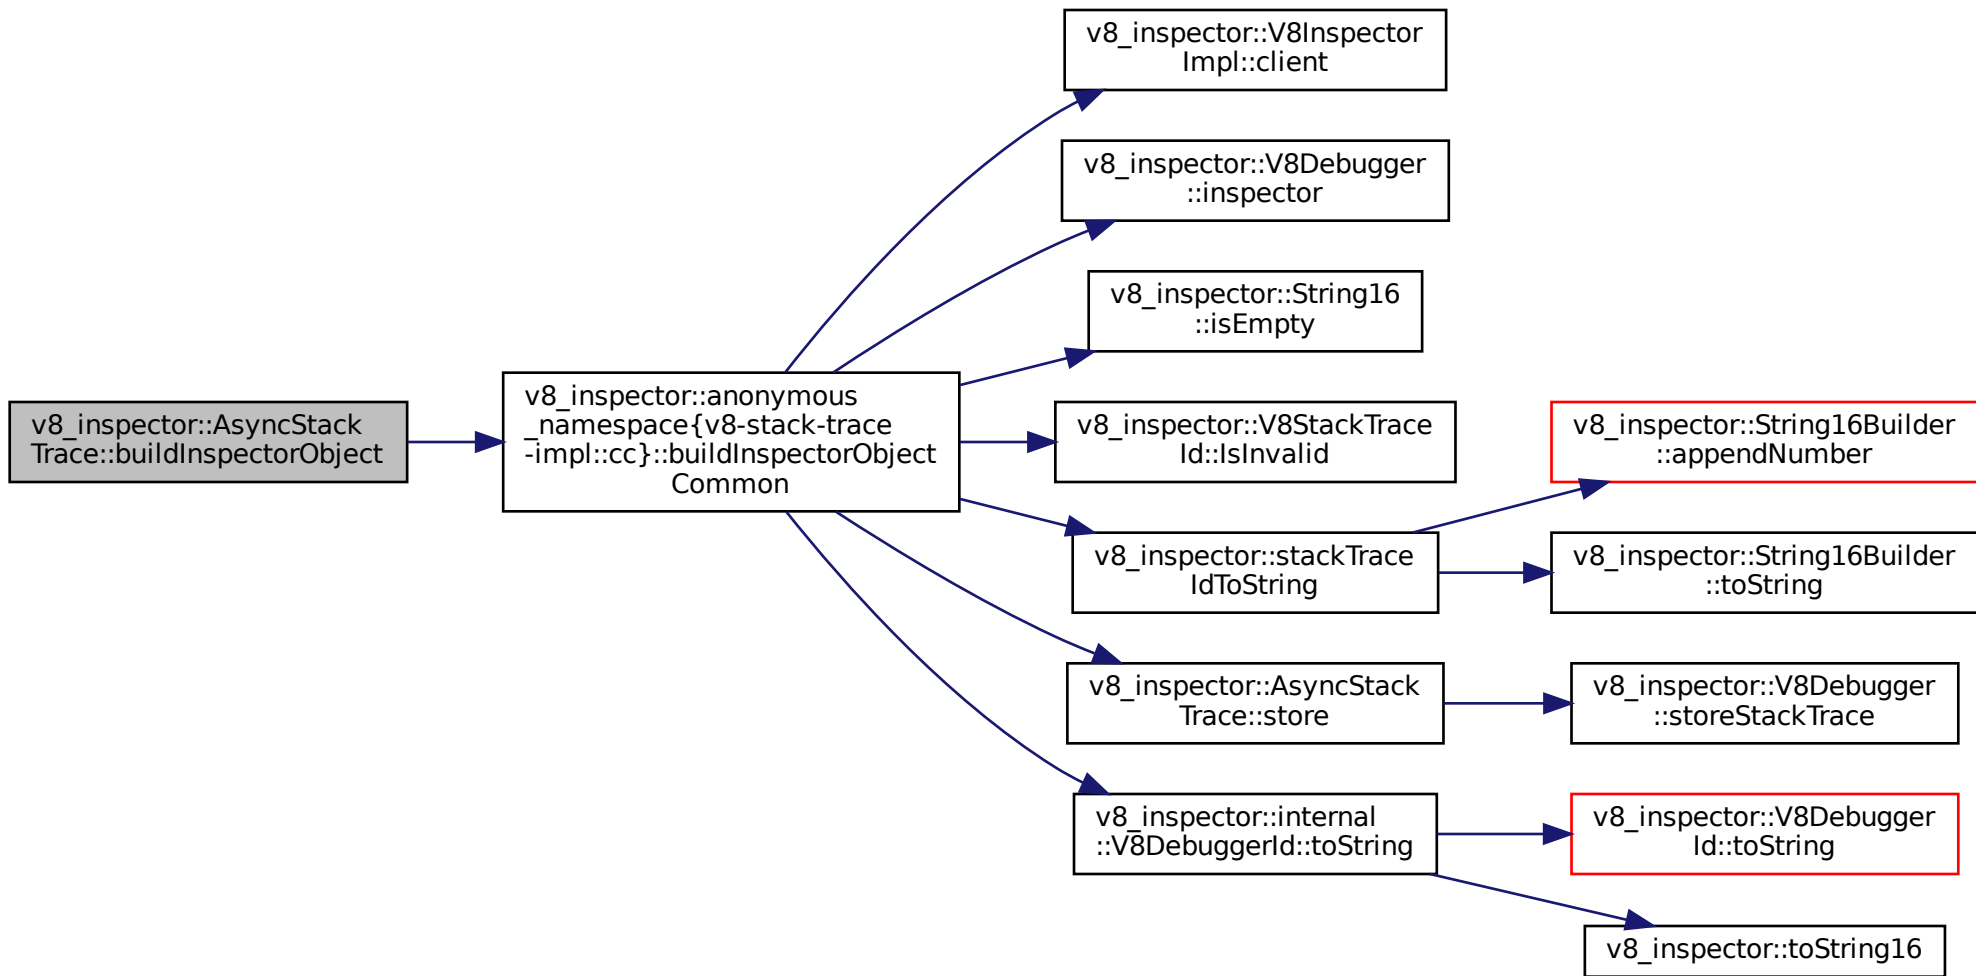 v8_inspector::V8Inspector
Impl::client
v8_inspector::V8Debugger
::inspector
v8_inspector::String16
::isEmpty
v8_inspector::AsyncStack
Trace::buildInspectorObject
v8_inspector::anonymous
_namespace{v8-stack-trace
-impl::cc}::buildInspectorObject
Common
v8_inspector::V8StackTrace
Id::IsInvalid
v8_inspector::String16Builder
::appendNumber
v8_inspector::stackTrace
IdToString
v8_inspector::String16Builder
::toString
v8_inspector::AsyncStack
Trace::store
v8_inspector::V8Debugger
::storeStackTrace
v8_inspector::internal
::V8DebuggerId::toString
v8_inspector::V8Debugger
Id::toString
v8_inspector::toString16